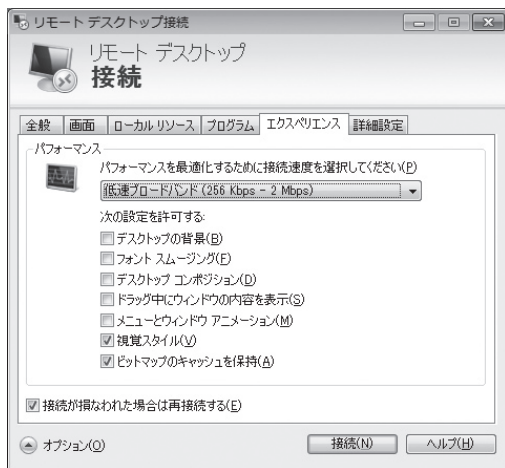 リモート デスクトップ接続
リモート デスクトップ
接続
全般 画面 ローカル リソース プログラム エクスペリエンス 詳細設定
パフォーマンス
パフォーマンスを最適化するために接続速度を選択してください(P)
低速ブロードバンド (256 Kbps - 2 Mbps)
次の設定を許可する:
デスクトップの背景(B)
フォント スムージング(F)
デスクトップ コンポジション(D)
ドラッグ中にウィンドウの内容を表示(S)
メニューとウィンドウ アニメーション(M)
視覚スタイル(V)
ビットマップのキャッシュを保持(A)
接続が損なわれた場合は再接続する(E)
オプション(O) 接続(N) ヘルプ(H)